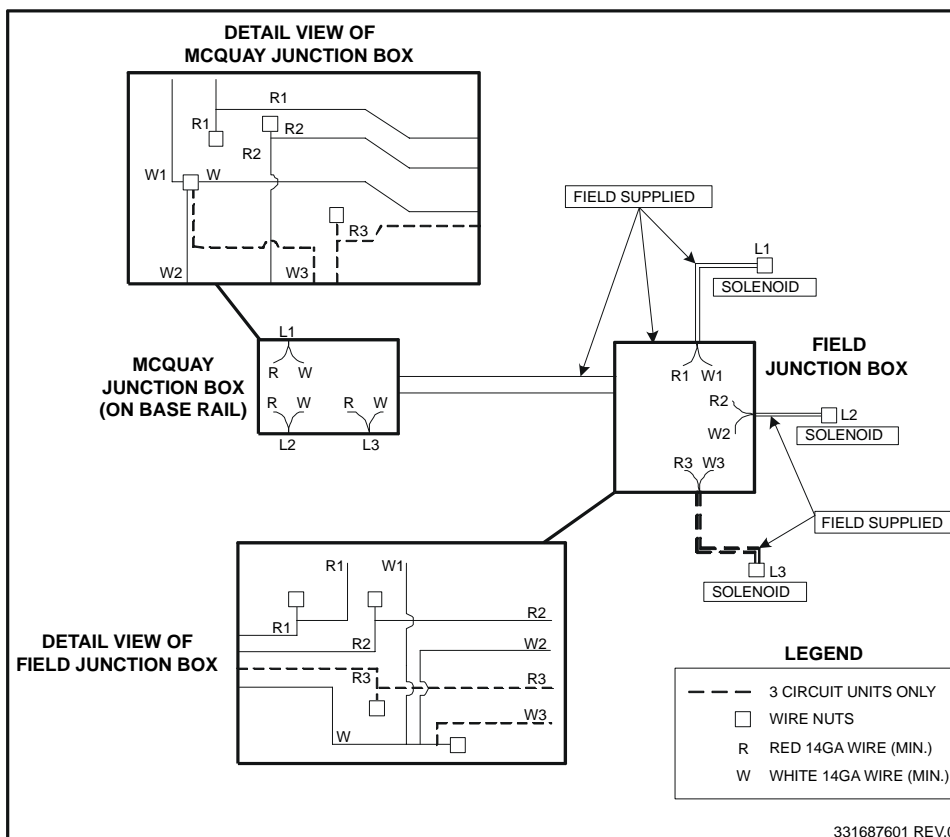 DETAIL VIEW OF
MCQUAY JUNCTION BOX
R1
R1
R2
R2
W1
W
R3
W2
W3
FIELD SUPPLIED
L1
SOLENOID
L1
R
W
R
W
R
W
L2
L3
MCQUAY
JUNCTION BOX
(ON BASE RAIL)
FIELD
JUNCTION BOX
R1
W1
R2
W2
R3
W3
L2
SOLENOID
FIELD SUPPLIED
L3
SOLENOID
DETAIL VIEW OF
FIELD JUNCTION BOX
R1
W1
R1
R2
R2
W2
R3
R3
W3
W
LEGEND
3 CIRCUIT UNITS ONLY
WIRE NUTS
R RED 14GA WIRE (MIN.)
W WHITE 14GA WIRE (MIN.)
331687601 REV.